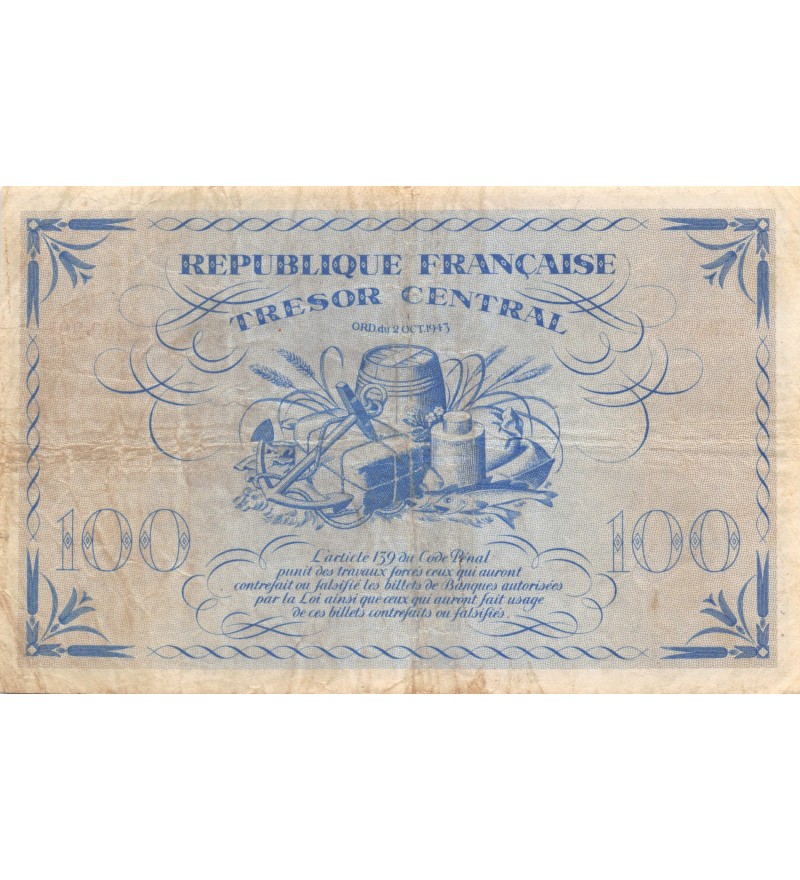 REPUBLIQUE FRANÇAISE
TRESOR CENTRAL
ORD. du 2 OCT. 1943
100
100
L'article 139 du Code Pénal
punit des travaux forcés ceux qui auront
contrefait ou falsifié les billets de Banques autorisées
par la Loi ainsi que ceux qui auront fait usage
de ces billets contrefaits ou falsifiés.